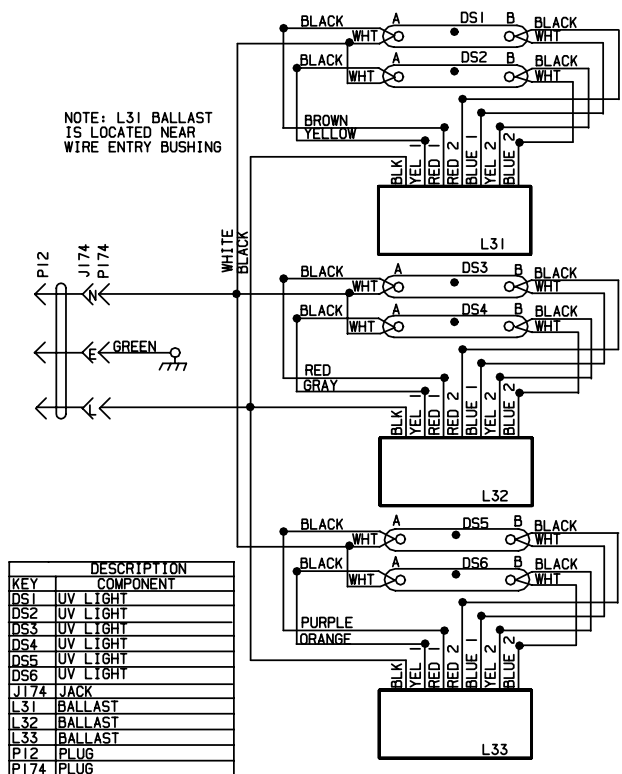 BLACK A DS1 B BLACK
WHT WHT
BLACK DS2 BLACK
WHT WHT
NOTE: L31 BALLAST
IS LOCATED NEAR
WIRE ENTRY BUSHING
BROWN
YELLOW
BLK YEL 1 RED 1 RED 2 BLUE 1 YEL 2 BLUE 2
L31
WHITE
BLACK
P12 J174 P174
BLACK A DS3 B BLACK
WHT WHT
BLACK DS4 BLACK
WHT WHT
N
E GREEN
L
RED
GRAY
BLK YEL 1 RED 1 RED 2 BLUE 1 YEL 2 BLUE 2
L32
BLACK A DS5 B BLACK
WHT WHT
BLACK DS6 BLACK
WHT WHT
PURPLE
ORANGE
BLK YEL 1 RED 1 RED 2 BLUE 1 YEL 2 BLUE 2
L33
DESCRIPTION
KEY COMPONENT
DS1 UV LIGHT
DS2 UV LIGHT
DS3 UV LIGHT
DS4 UV LIGHT
DS5 UV LIGHT
DS6 UV LIGHT
J174 JACK
L31 BALLAST
L32 BALLAST
L33 BALLAST
P12 PLUG
P174 PLUG